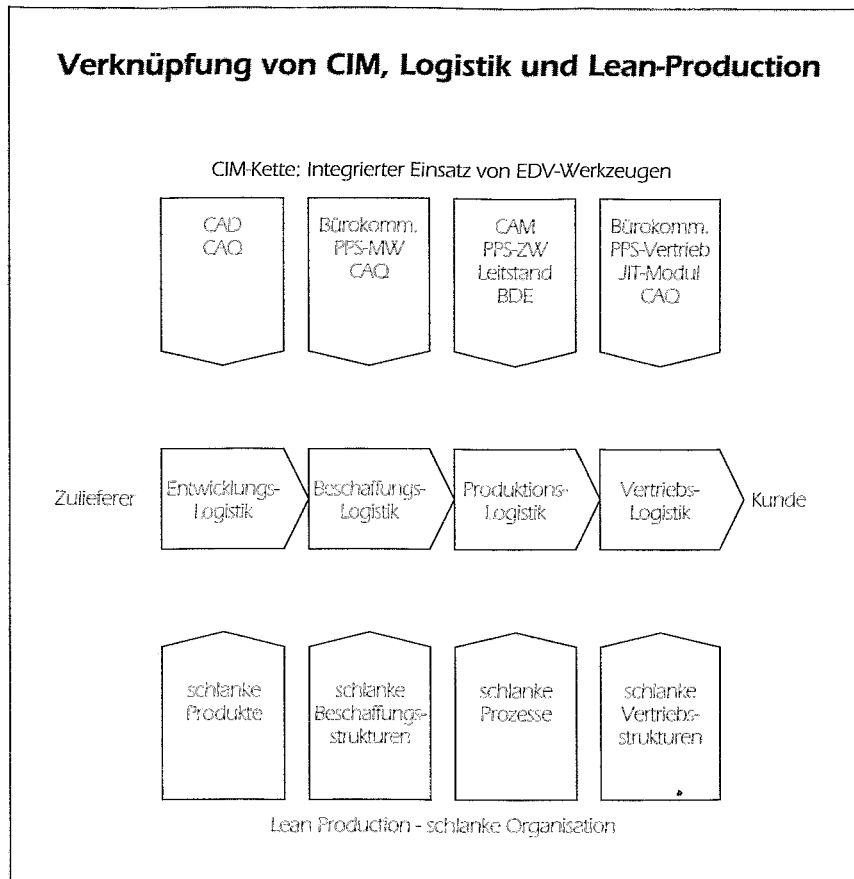 Verknüpfung von CIM, Logistik und Lean-Production
CIM-Kette: Integrierter Einsatz von EDV-Werkzeugen
CAD
CAQ
Bürokomm.
PPS-MW
CAQ
CAM
PPS-ZW
Leitstand
BDE
Bürokomm.
PPS-Vertrieb
JIT-Modul
CAQ
Zulieferer
Entwicklungs-
Logistik
Beschaffungs-
Logistik
Produktions-
Logistik
Vertriebs-
Logistik
Kunde
schlanke
Produkte
schlanke
Beschaffungs-
strukturen
schlanke
Prozesse
schlanke
Vertriebs-
strukturen
Lean Production - schlanke Organisation